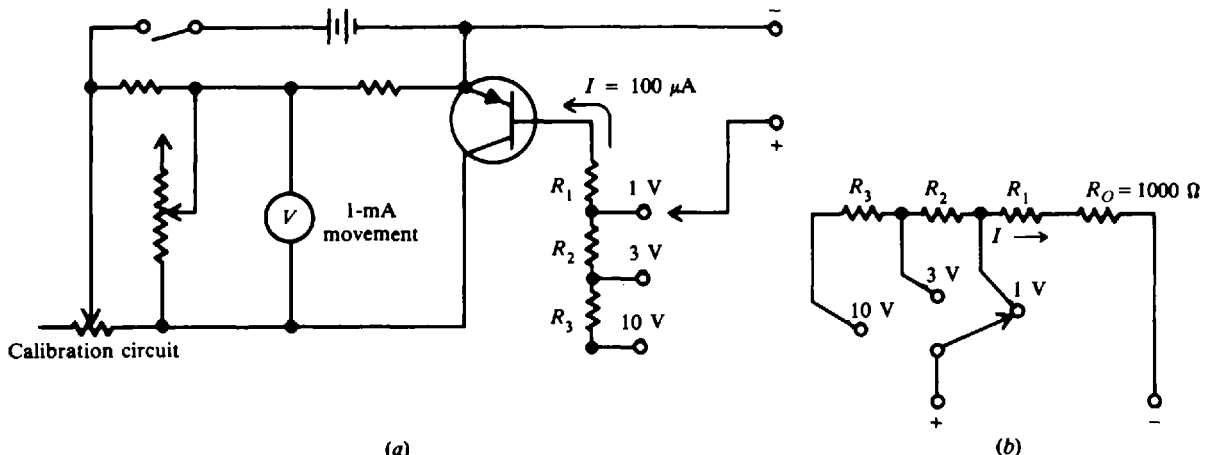 −
I = 100 μA
+
R1
1 V
V
1-mA
movement
R2
3 V
R3
10 V
Calibration circuit
(a)
R3
R2
R1
RO = 1000 Ω
I
3 V
1 V
10 V
+
−
(b)